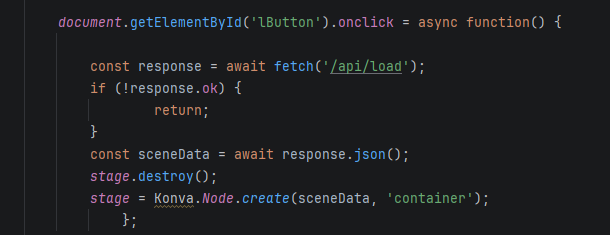 document.getElementById('lButton').onclick = async function() {
const response = await fetch('/api/load');
if (!response.ok) {
return;
}
const sceneData = await response.json();
stage.destroy();
stage = Konva.Node.create(sceneData, 'container');
};